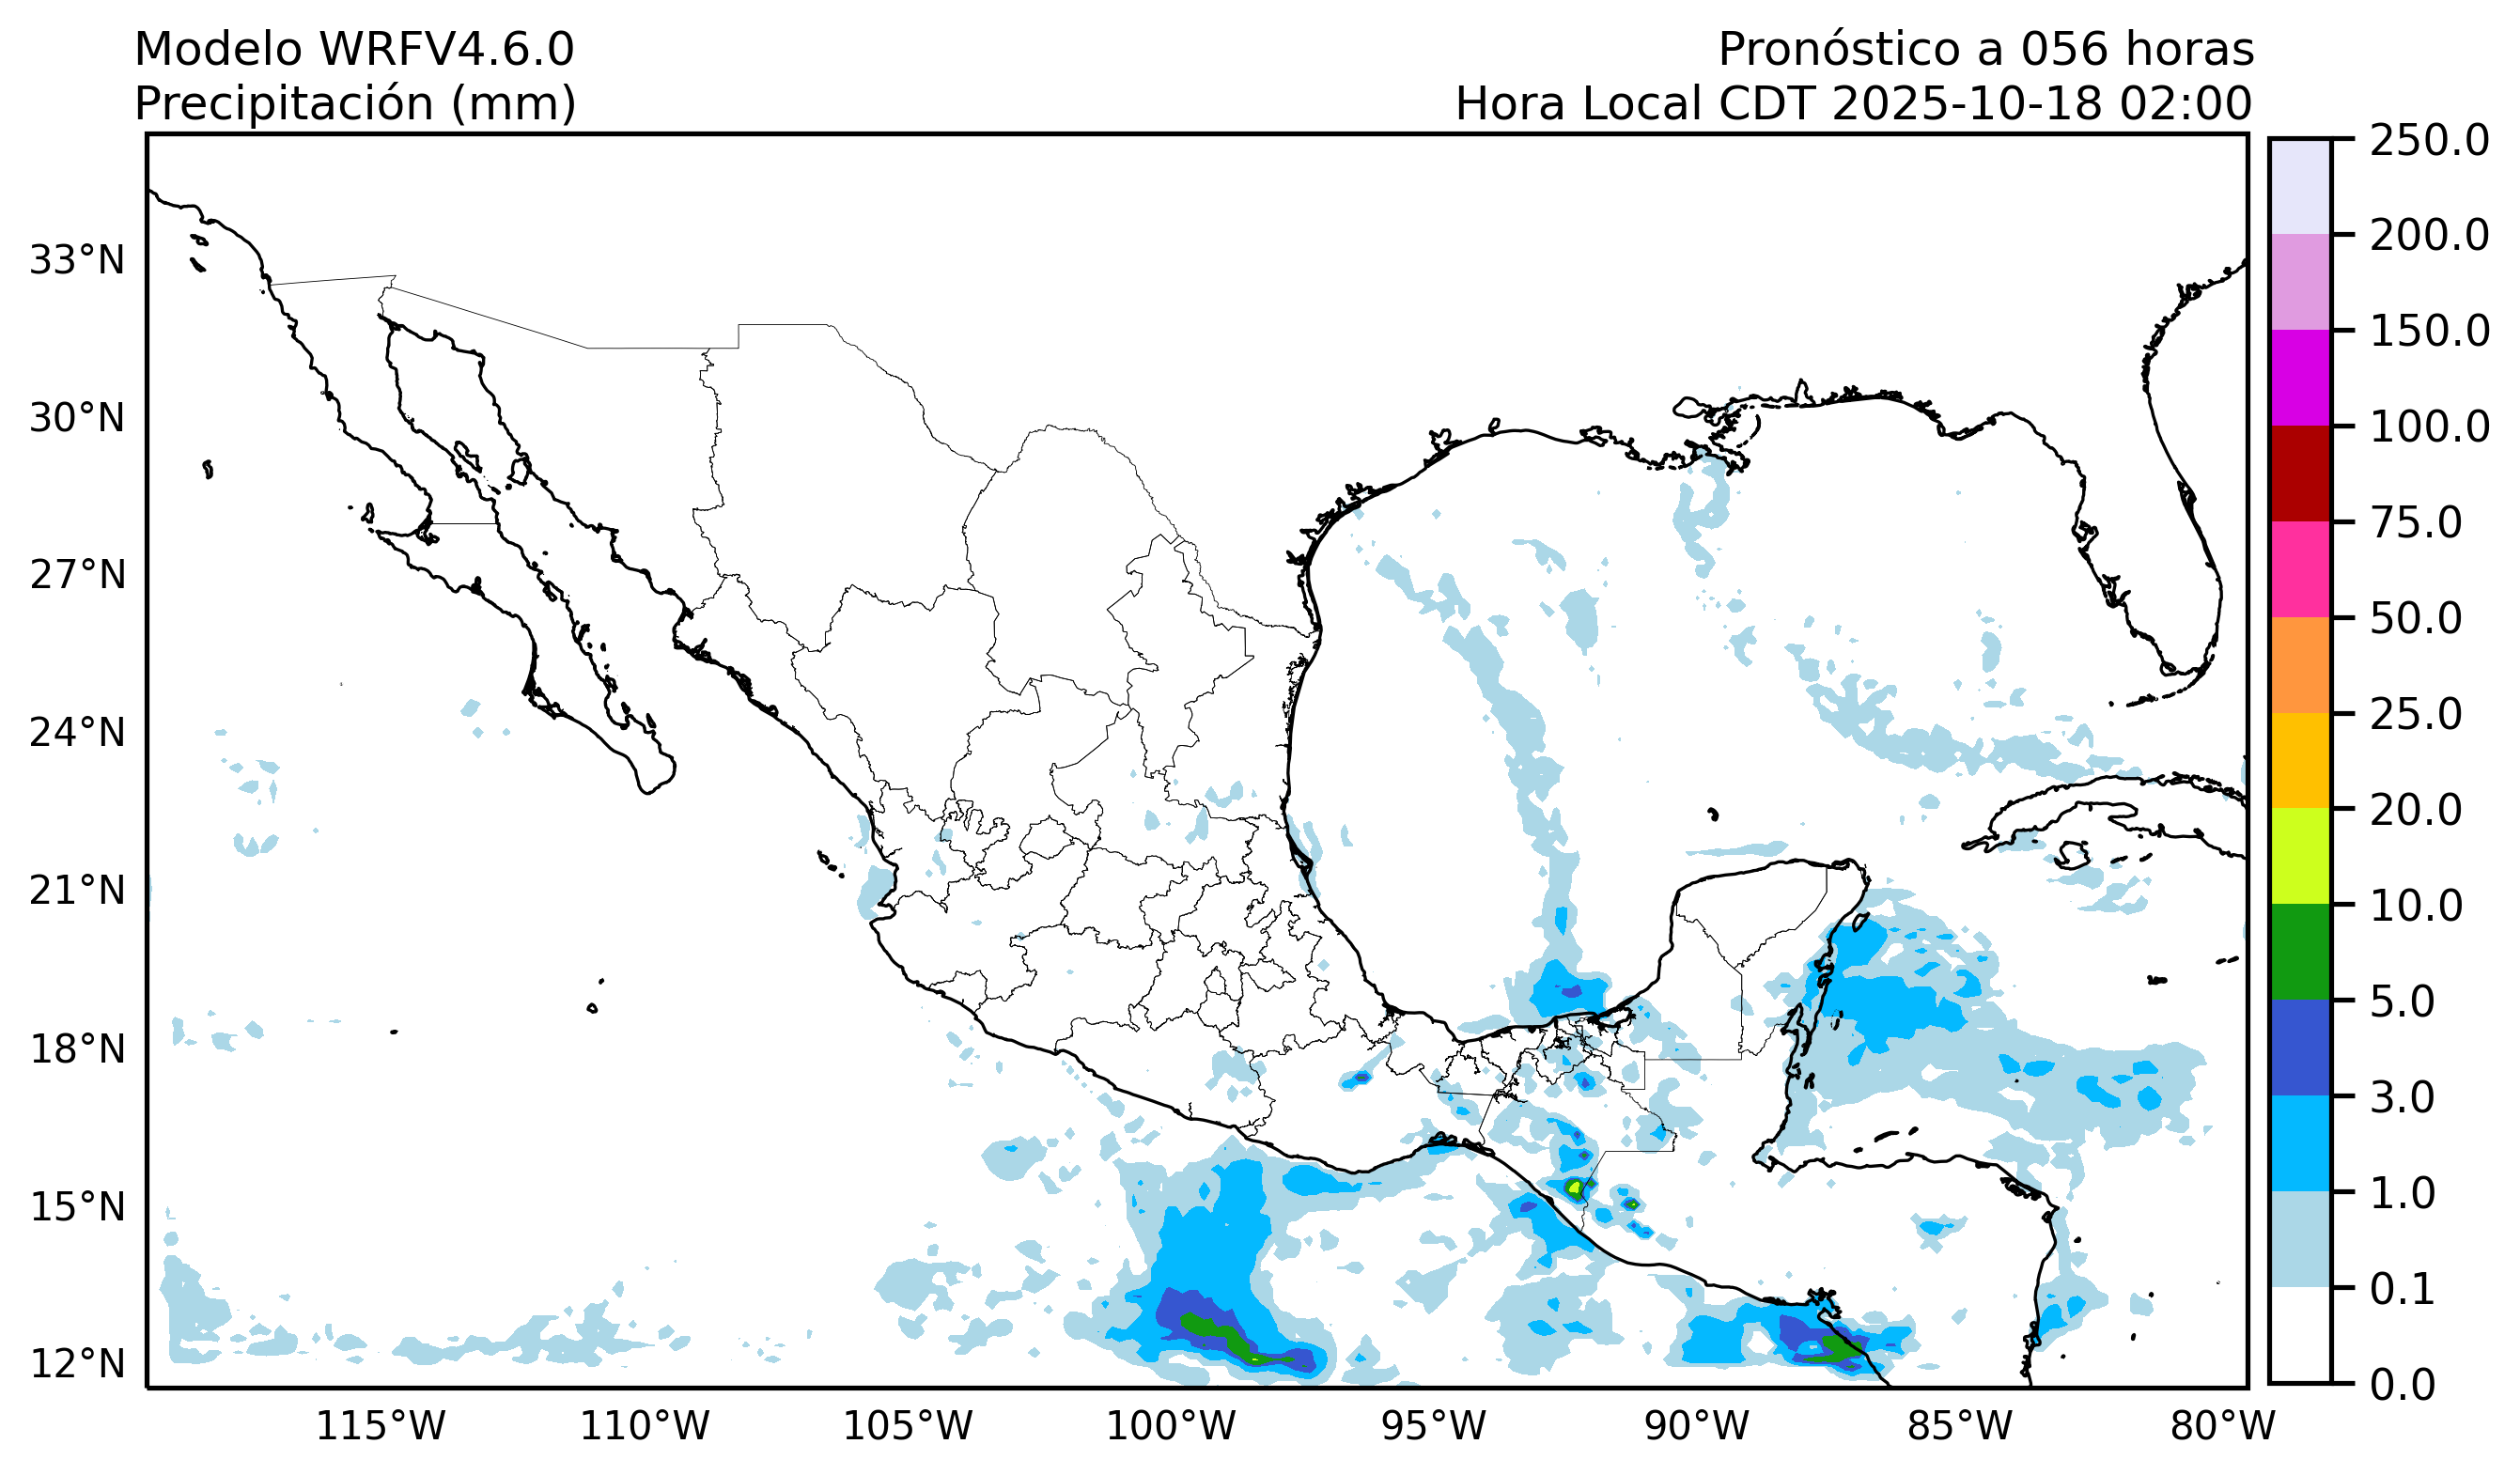 Modelo WRFV4.6.0
Precipitación (mm)
Pronóstico a 056 horas
Hora Local CDT 2025-10-18 02:00
33°N
30°N
27°N
24°N
21°N
18°N
15°N
12°N
115°W
110°W
105°W
100°W
95°W
90°W
85°W
80°W
250.0
200.0
150.0
100.0
75.0
50.0
25.0
20.0
10.0
5.0
3.0
1.0
0.1
0.0